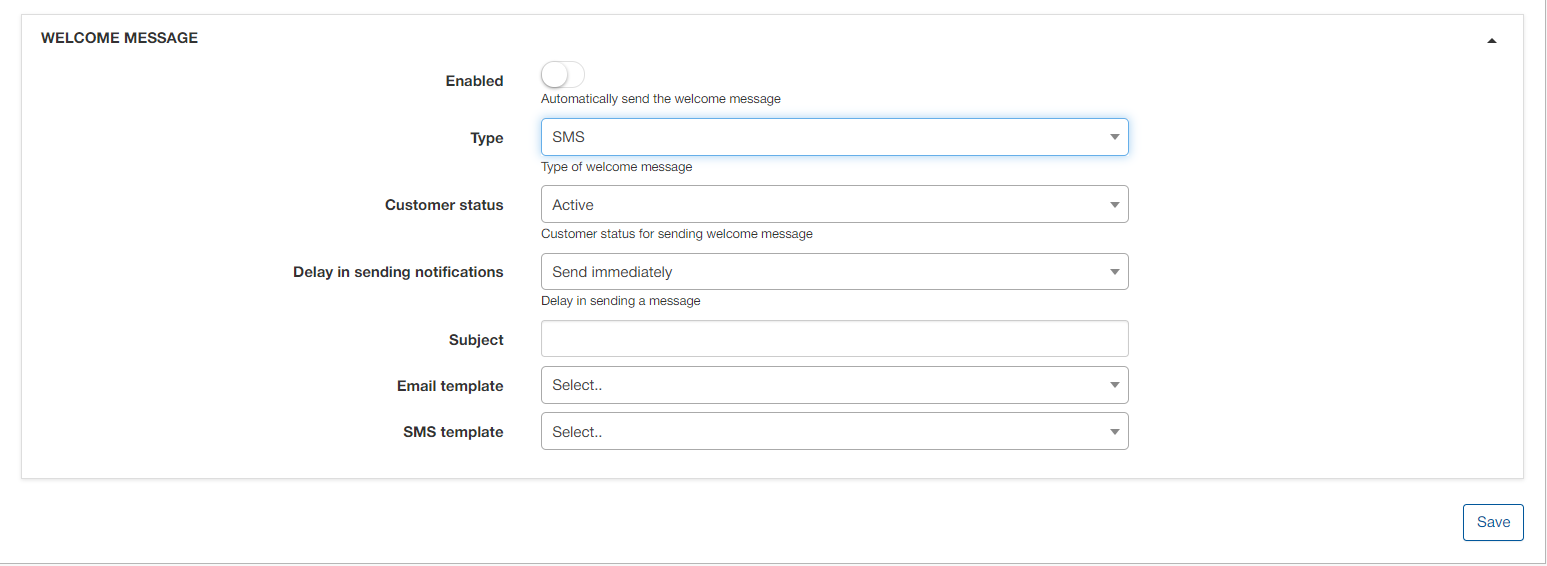 WELCOME MESSAGE
Enabled
Automatically send the welcome message
Type
SMS
Type of welcome message
Customer status
Active
Customer status for sending welcome message
Delay in sending notifications
Send immediately
Delay in sending a message
Subject
Email template
Select..
SMS template
Select..
Save